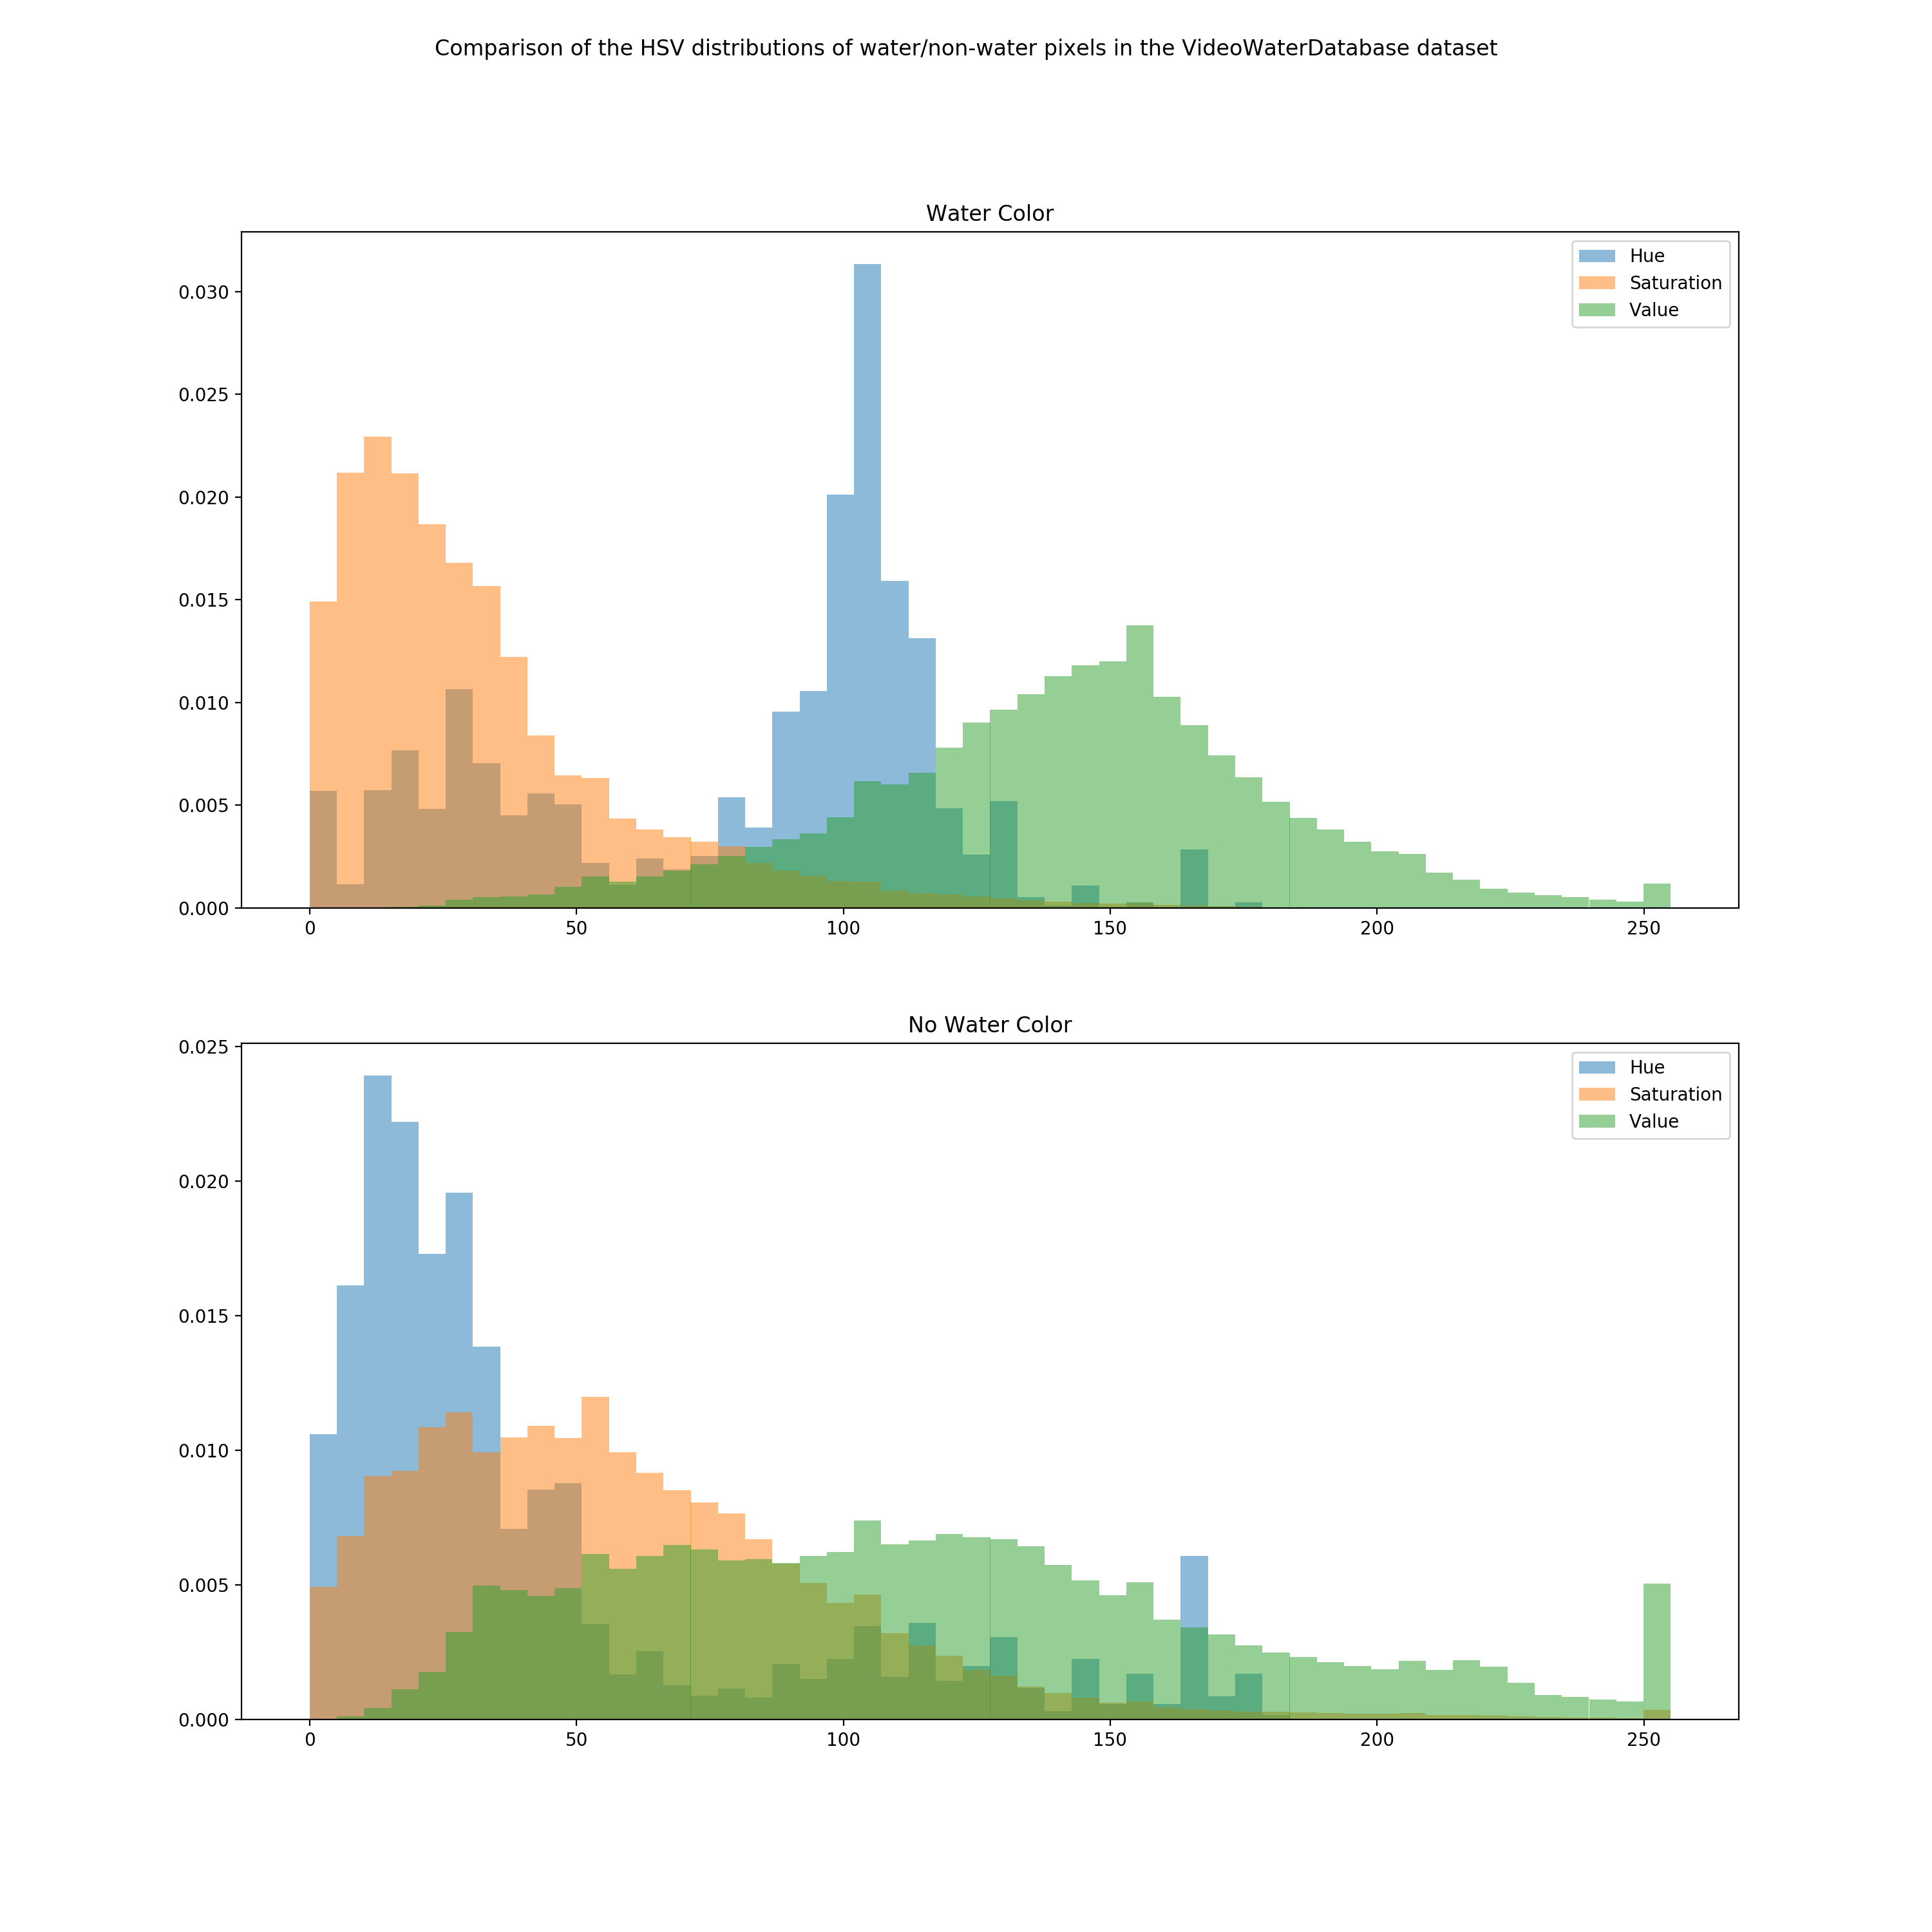 Comparison of the HSV distributions of water/non-water pixels in the VideoWaterDatabase dataset
Water Color
Hue
Saturation
Value
0.030
0.025
0.020
0.015
0.010
0.005
0.000
0 50 100 150 200 250
No Water Color
Hue
Saturation
Value
0.025
0.020
0.015
0.010
0.005
0.000
0 50 100 150 200 250